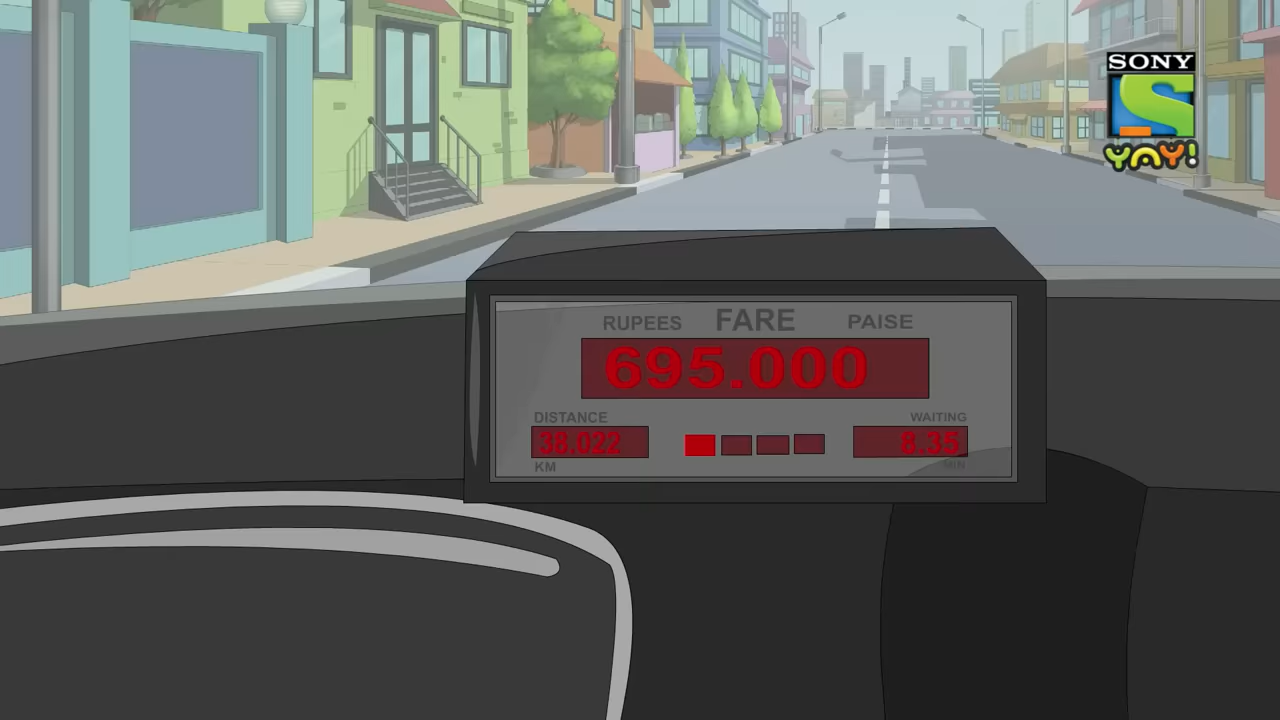 SONY
YAY!
RUPEES FARE PAISE
695.000
DISTANCE WAITING
38.022 8.35
KM MIN